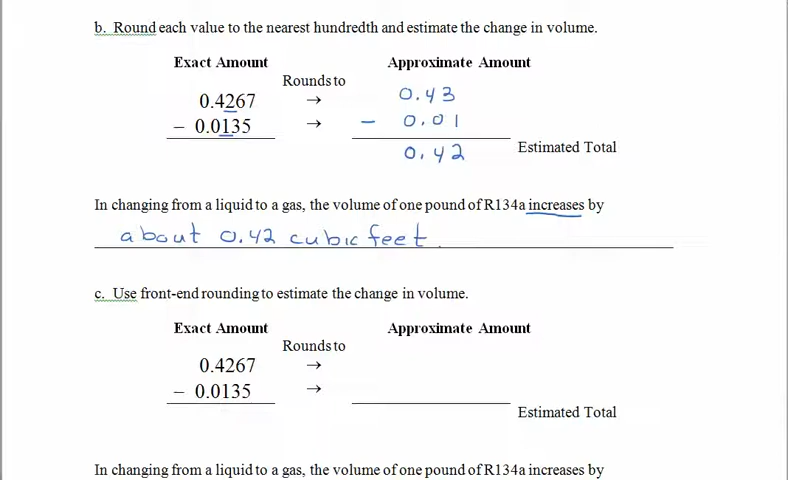 b. Round each value to the nearest hundredth and estimate the change in volume.
Exact Amount Approximate Amount
Rounds to
0.4267 → 0.43
− 0.0135 → − 0.01
0.42 Estimated Total
In changing from a liquid to a gas, the volume of one pound of R134a increases by
about 0.42 cubic feet.
c. Use front-end rounding to estimate the change in volume.
Exact Amount Approximate Amount
Rounds to
0.4267 →
− 0.0135 →
Estimated Total
In changing from a liquid to a gas, the volume of one pound of R134a increases by